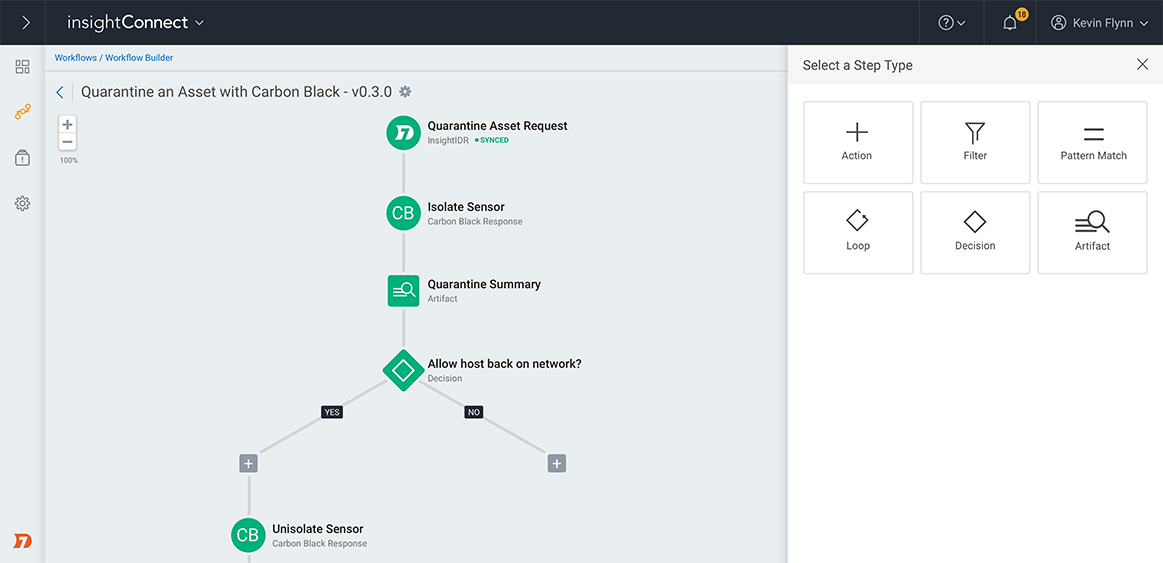 insightConnect
18
Kevin Flynn
Workflows / Workflow Builder
Quarantine an Asset with Carbon Black - v0.3.0
100%
Quarantine Asset Request
InsightIDR SYNCED
CB
Isolate Sensor
Carbon Black Response
Quarantine Summary
Artifact
Allow host back on network?
Decision
YES
NO
CB
Unisolate Sensor
Carbon Black Response
Select a Step Type
Action
Filter
Pattern Match
Loop
Decision
Artifact